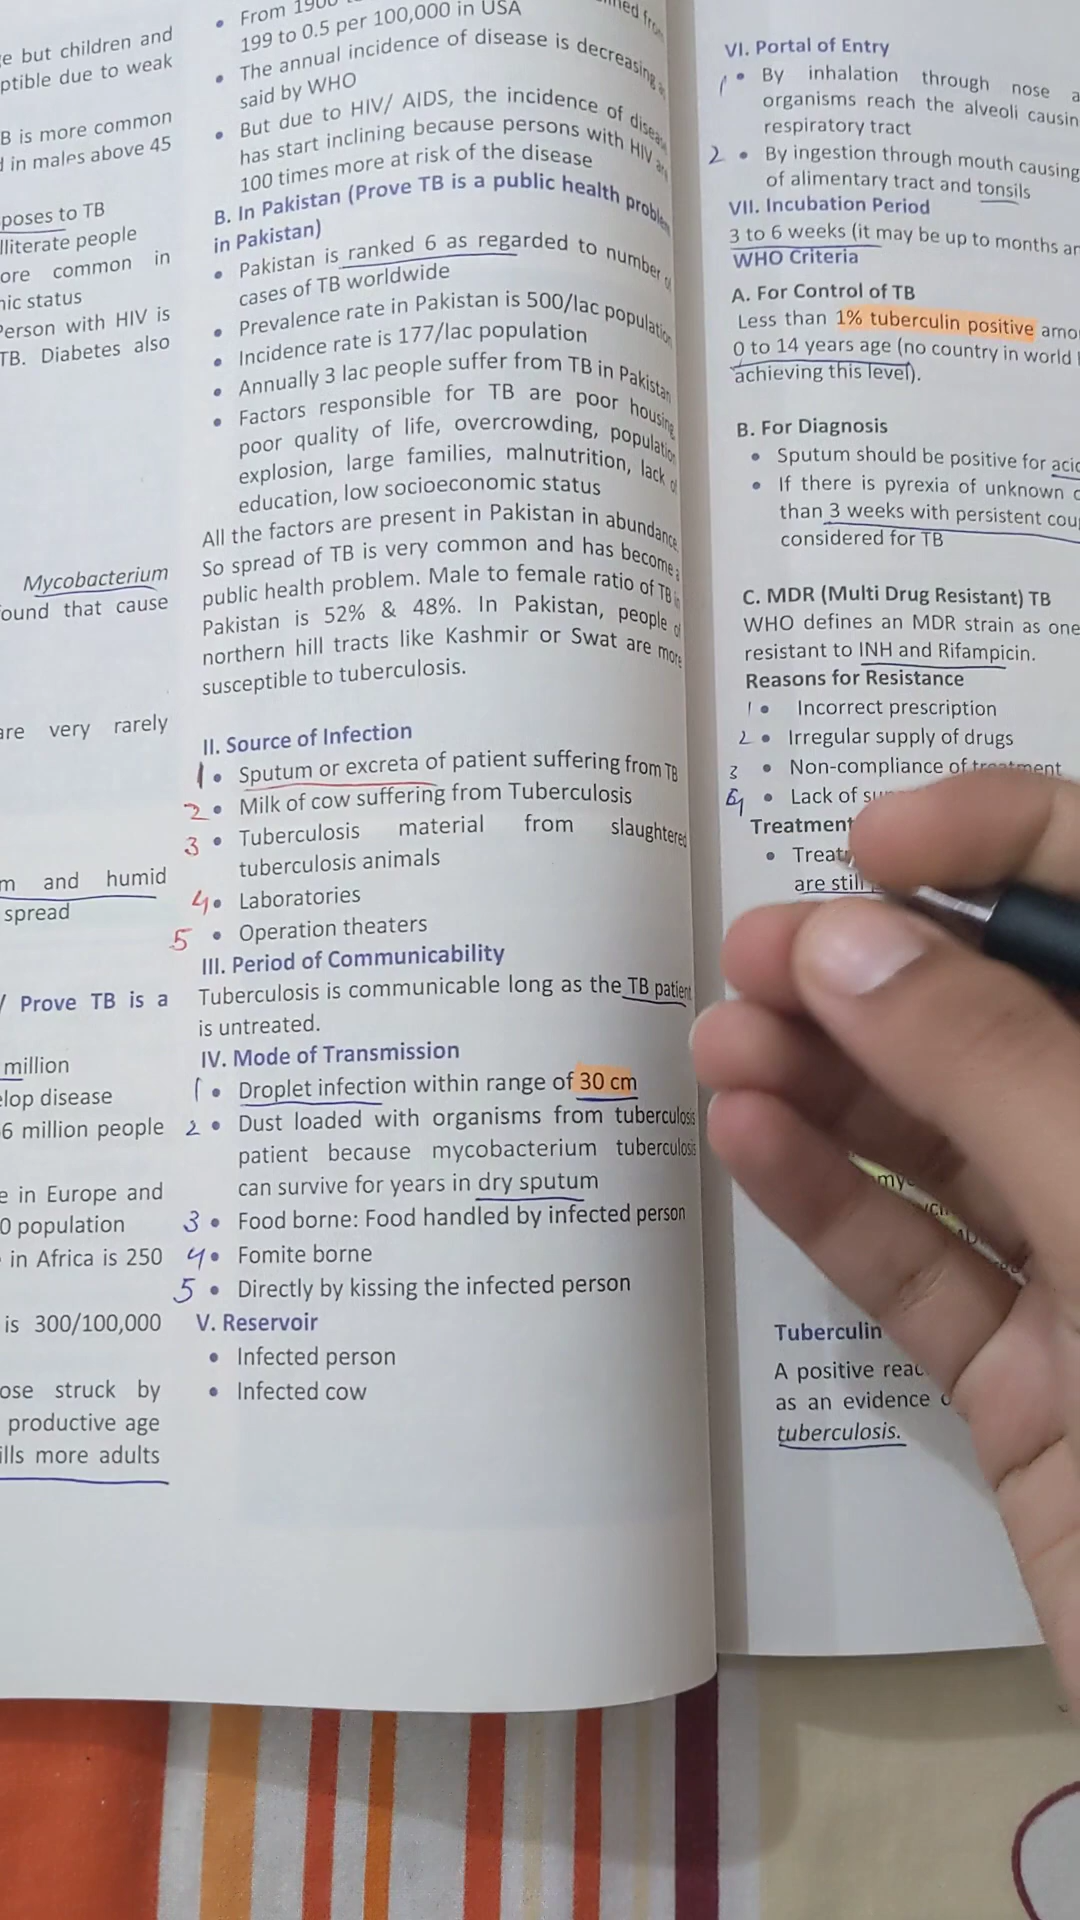 e but children and
ptible due to weak
B is more common
in males above 45
poses to TB
lliterate people
ore common in
nic status
Person with HIV is
TB. Diabetes also
Mycobacterium
ound that cause
are very rarely
m and humid
spread
/ Prove TB is a
million
elop disease
6 million people
e in Europe and
0 population
in Africa is 250
is 300/100,000
ose struck by
productive age
ills more adults
• From
199 to 0.5 per 100,000 in USA
• The annual incidence of disease is decreasing
said by WHO
• But due to HIV/ AIDS, the incidence of disease
has start inclining because persons with HIV are
100 times more at risk of the disease
B. In Pakistan (Prove TB is a public health problem
in Pakistan)
• Pakistan is ranked 6 as regarded to number of
cases of TB worldwide
• Prevalence rate in Pakistan is 500/lac population
• Incidence rate is 177/lac population
• Annually 3 lac people suffer from TB in Pakistan
• Factors responsible for TB are poor housing
poor quality of life, overcrowding, population
explosion, large families, malnutrition, lack of
education, low socioeconomic status
All the factors are present in Pakistan in abundance.
So spread of TB is very common and has become a
public health problem. Male to female ratio of TB in
Pakistan is 52% & 48%. In Pakistan, people of
northern hill tracts like Kashmir or Swat are more
susceptible to tuberculosis.
II. Source of Infection
1 • Sputum or excreta of patient suffering from TB
2 • Milk of cow suffering from Tuberculosis
3 • Tuberculosis material from slaughtered
tuberculosis animals
4 • Laboratories
5 • Operation theaters
III. Period of Communicability
Tuberculosis is communicable long as the TB patient
is untreated.
IV. Mode of Transmission
1 • Droplet infection within range of 30 cm
2 • Dust loaded with organisms from tuberculosis
patient because mycobacterium tuberculosis
can survive for years in dry sputum
3 • Food borne: Food handled by infected person
4 • Fomite borne
5 • Directly by kissing the infected person
V. Reservoir
• Infected person
• Infected cow
VI. Portal of Entry
1 • By inhalation through nose a
organisms reach the alveoli causin
respiratory tract
2 • By ingestion through mouth causing
of alimentary tract and tonsils
VII. Incubation Period
3 to 6 weeks (it may be up to months an
WHO Criteria
A. For Control of TB
Less than 1% tuberculin positive amo
0 to 14 years age (no country in world
achieving this level).
B. For Diagnosis
• Sputum should be positive for acid
• If there is pyrexia of unknown o
than 3 weeks with persistent cou
considered for TB
C. MDR (Multi Drug Resistant) TB
WHO defines an MDR strain as one
resistant to INH and Rifampicin.
Reasons for Resistance
1 • Incorrect prescription
2 • Irregular supply of drugs
3 • Non-compliance of treatment
4 • Lack of
Treatment
• Treat
are still
Tuberculin
A positive reac
as an evidence
tuberculosis.